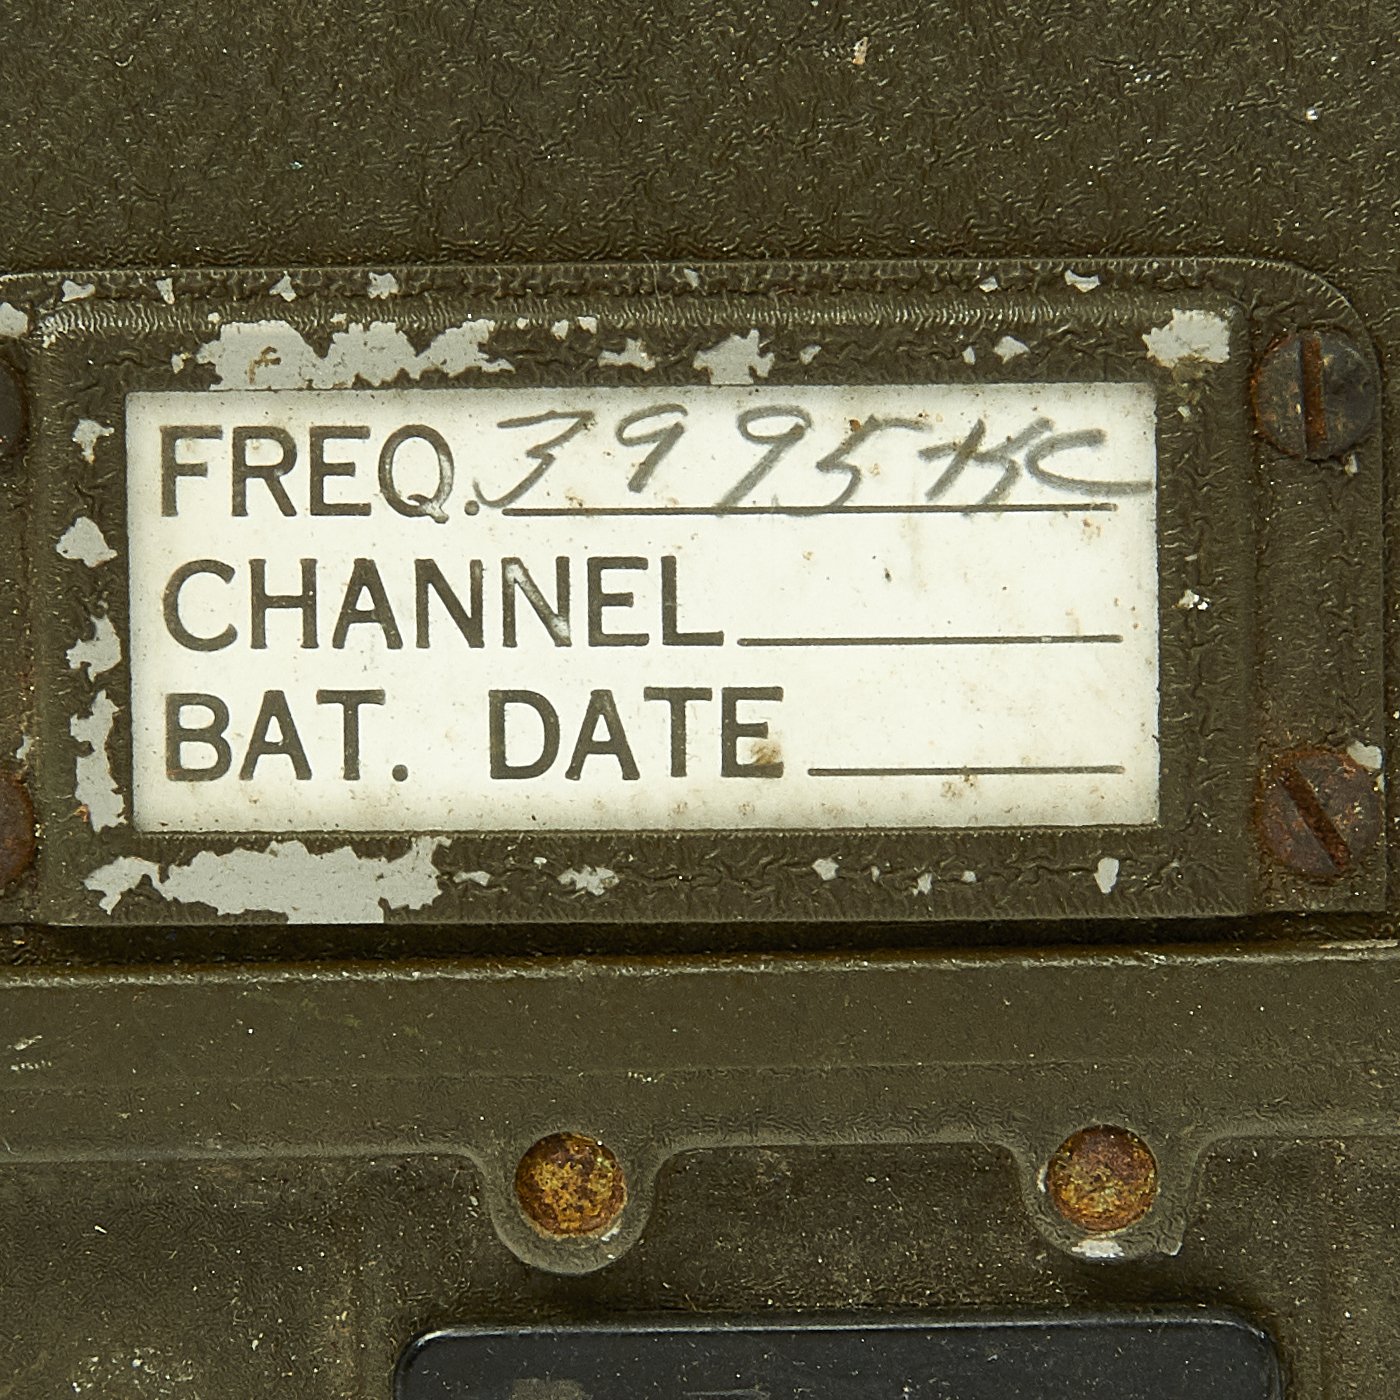 FREQ. 3995 KC
CHANNEL
BAT. DATE